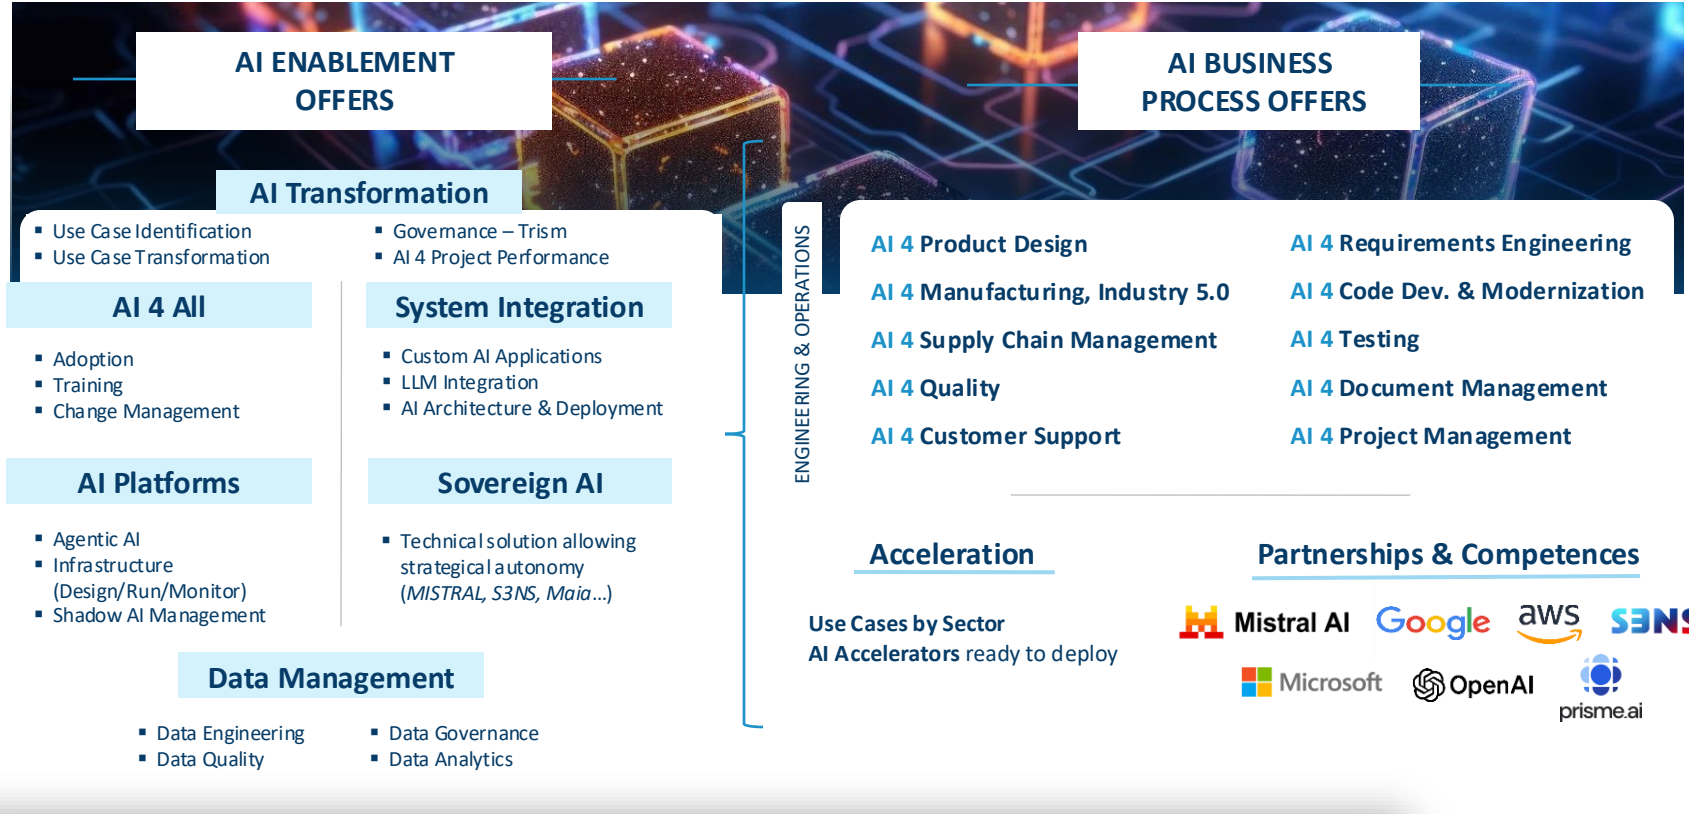 AI ENABLEMENT
OFFERS
AI Transformation
▪ Use Case Identification
▪ Use Case Transformation
▪ Governance – Trism
▪ AI 4 Project Performance
AI 4 All
▪ Adoption
▪ Training
▪ Change Management
System Integration
▪ Custom AI Applications
▪ LLM Integration
▪ AI Architecture & Deployment
AI Platforms
▪ Agentic AI
▪ Infrastructure
(Design/Run/Monitor)
▪ Shadow AI Management
Sovereign AI
▪ Technical solution allowing
strategical autonomy
(MISTRAL, S3NS, Maia...)
Data Management
▪ Data Engineering
▪ Data Quality
▪ Data Governance
▪ Data Analytics
AI BUSINESS
PROCESS OFFERS
ENGINEERING & OPERATIONS
AI 4 Product Design
AI 4 Manufacturing, Industry 5.0
AI 4 Supply Chain Management
AI 4 Quality
AI 4 Customer Support
AI 4 Requirements Engineering
AI 4 Code Dev. & Modernization
AI 4 Testing
AI 4 Document Management
AI 4 Project Management
Acceleration
Use Cases by Sector
AI Accelerators ready to deploy
Partnerships & Competences
Mistral AI
Google
aws
S3NS
Microsoft
OpenAI
prisme.ai